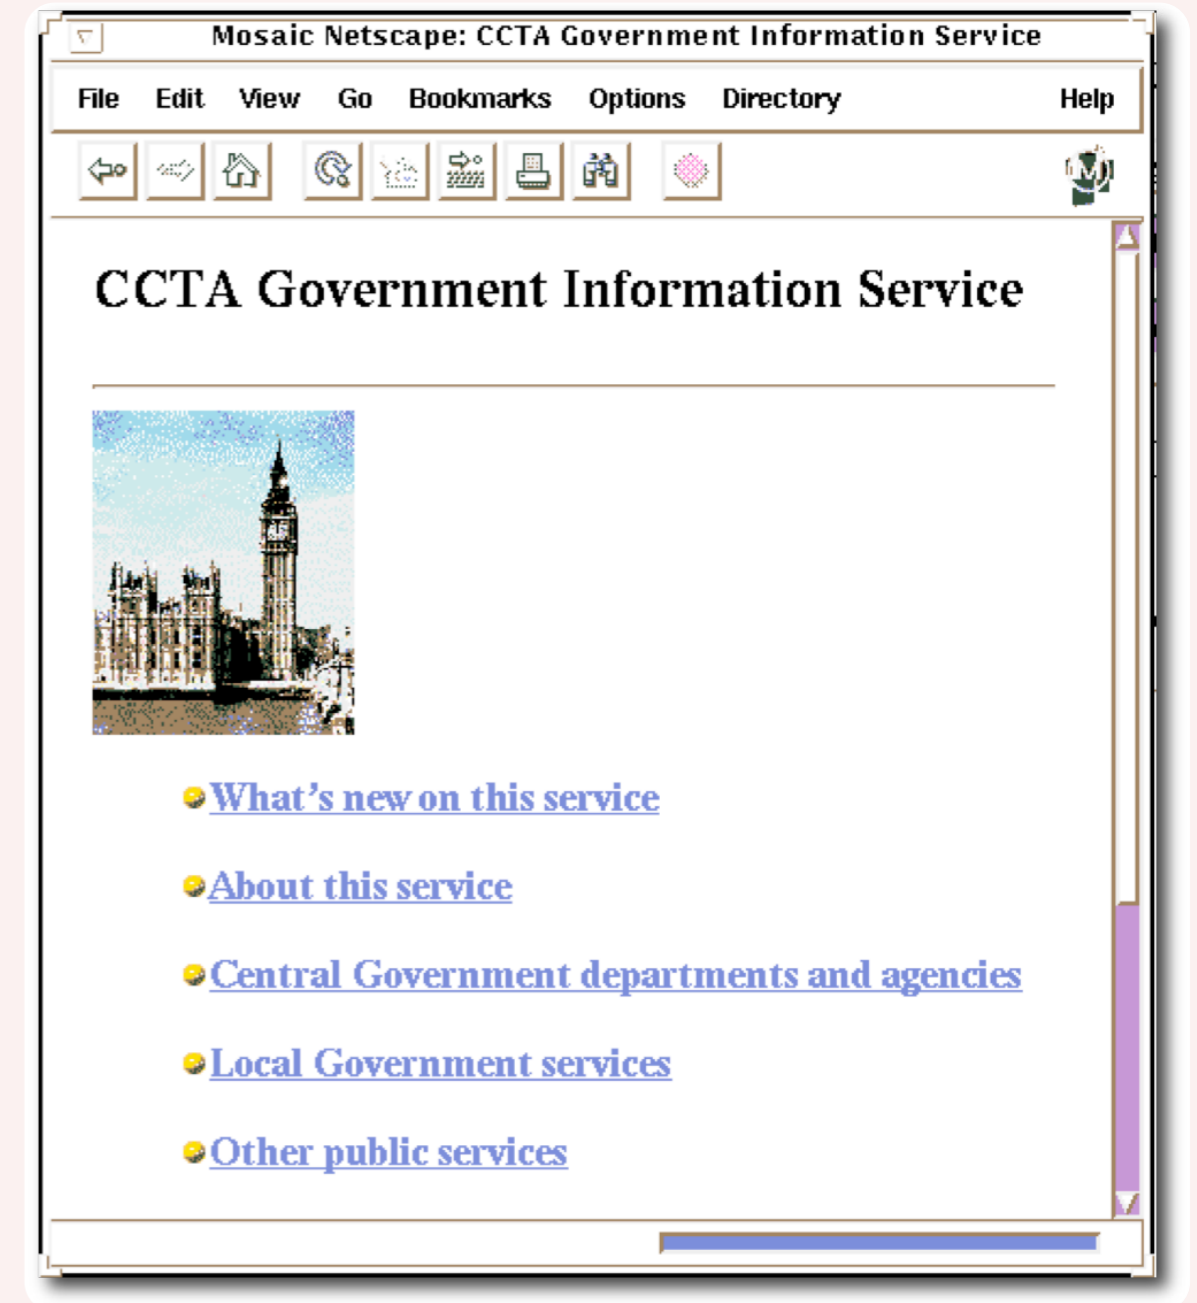 Mosaic Netscape: CCTA Government Information Service
File Edit View Go Bookmarks Options Directory Help
M
CCTA Government Information Service
What's new on this service
About this service
Central Government departments and agencies
Local Government services
Other public services